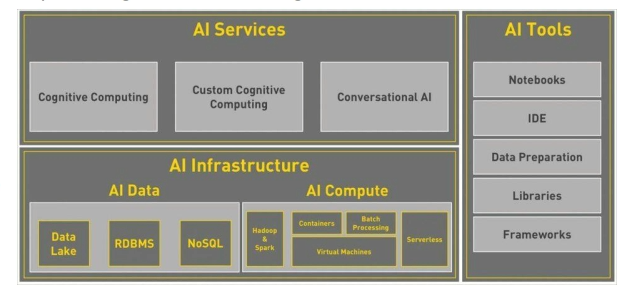 AI Services
Cognitive Computing
Custom Cognitive
Computing
Conversational AI
AI Infrastructure
AI Data
Data
Lake
RDBMS
NoSQL
AI Compute
Hadoop
&
Spark
Containers
Batch
Processing
Virtual Machines
Serverless
AI Tools
Notebooks
IDE
Data Preparation
Libraries
Frameworks